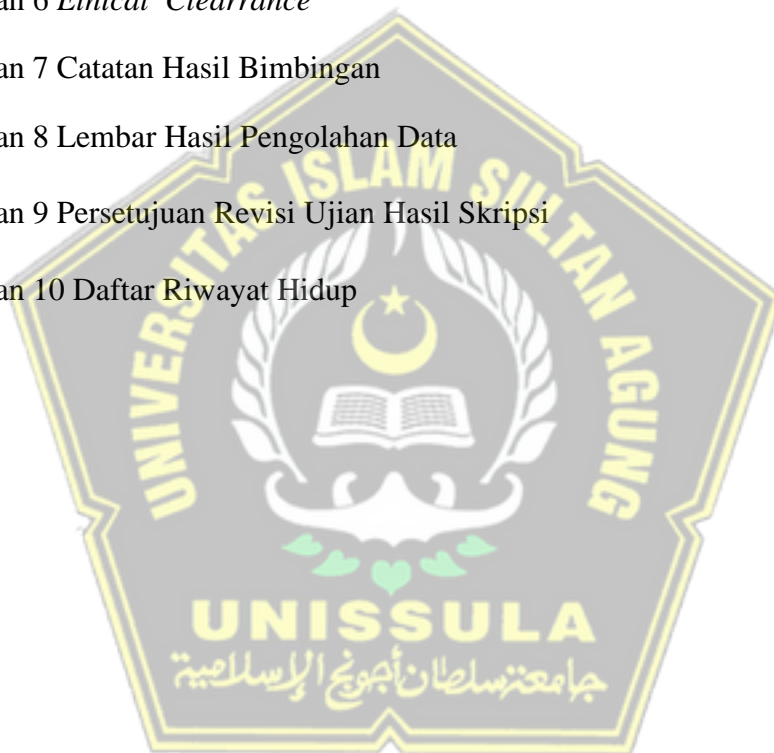 an 6 Ethical Clearrance
an 7 Catatan Hasil Bimbingan
an 8 Lembar Hasil Pengolahan Data
an 9 Persetujuan Revisi Ujian Hasil Skripsi
an 10 Daftar Riwayat Hidup
UNIVERSITAS ISLAM SULTAN AGUNG
UNISSULA
جامعة سلطان أجونج الإسلامية